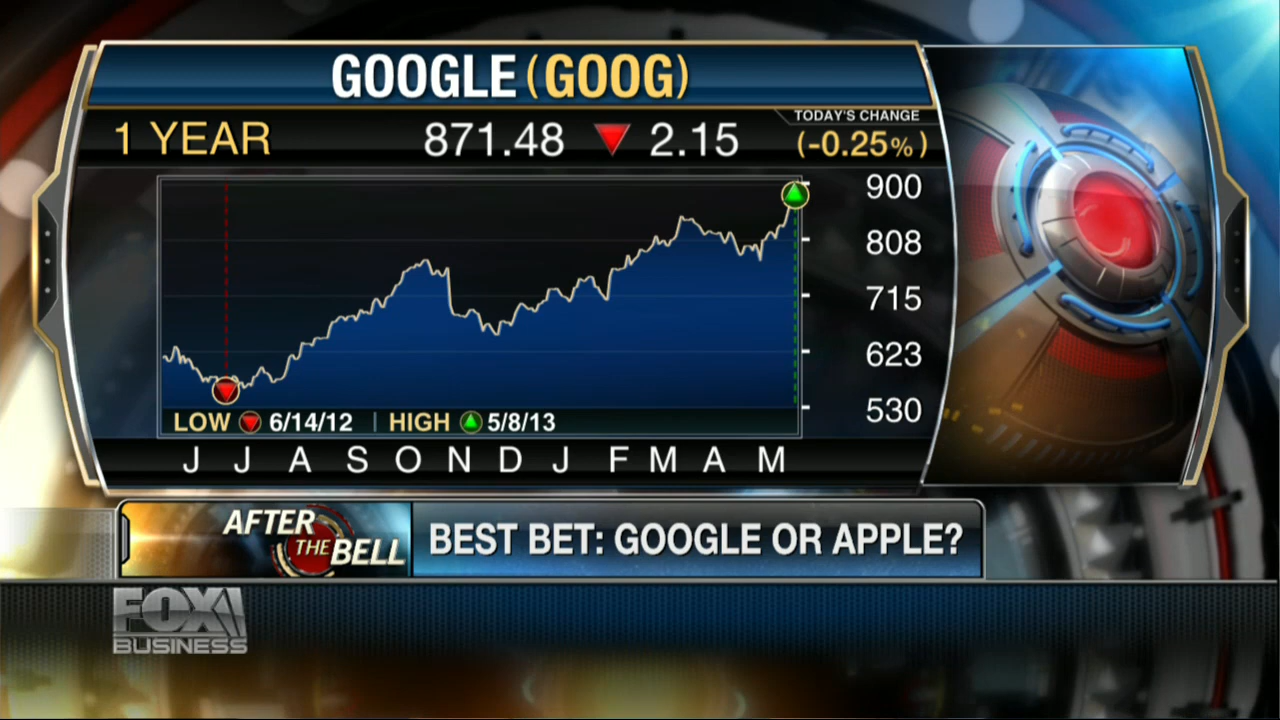 GOOGLE (GOOG)
1 YEAR 871.48 2.15 TODAY'S CHANGE (-0.25%)
900
808
715
623
530
LOW 6/14/12 | HIGH 5/8/13
J J A S O N D J F M A M
AFTER THE BELL
BEST BET: GOOGLE OR APPLE?
FOX
BUSINESS